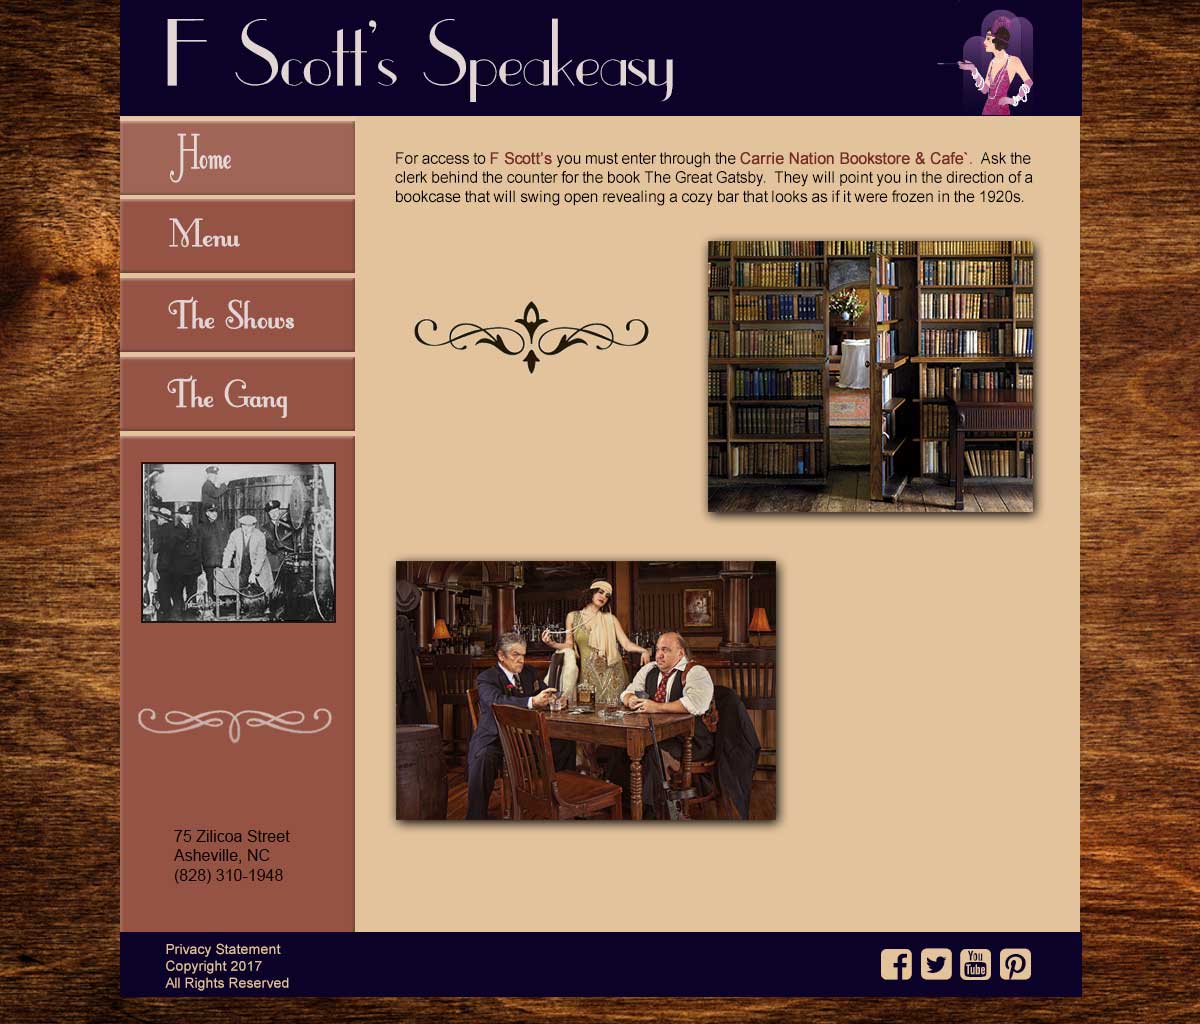 F Scott's Speakeasy
Home
Menu
The Shows
The Gang
For access to F Scott's you must enter through the Carrie Nation Bookstore & Cafe`.  Ask the
clerk behind the counter for the book The Great Gatsby.  They will point you in the direction of a
bookcase that will swing open revealing a cozy bar that looks as if it were frozen in the 1920s.
75 Zilicoa Street
Asheville, NC
(828) 310-1948
Privacy Statement
Copyright 2017
All Rights Reserved
You
Tube